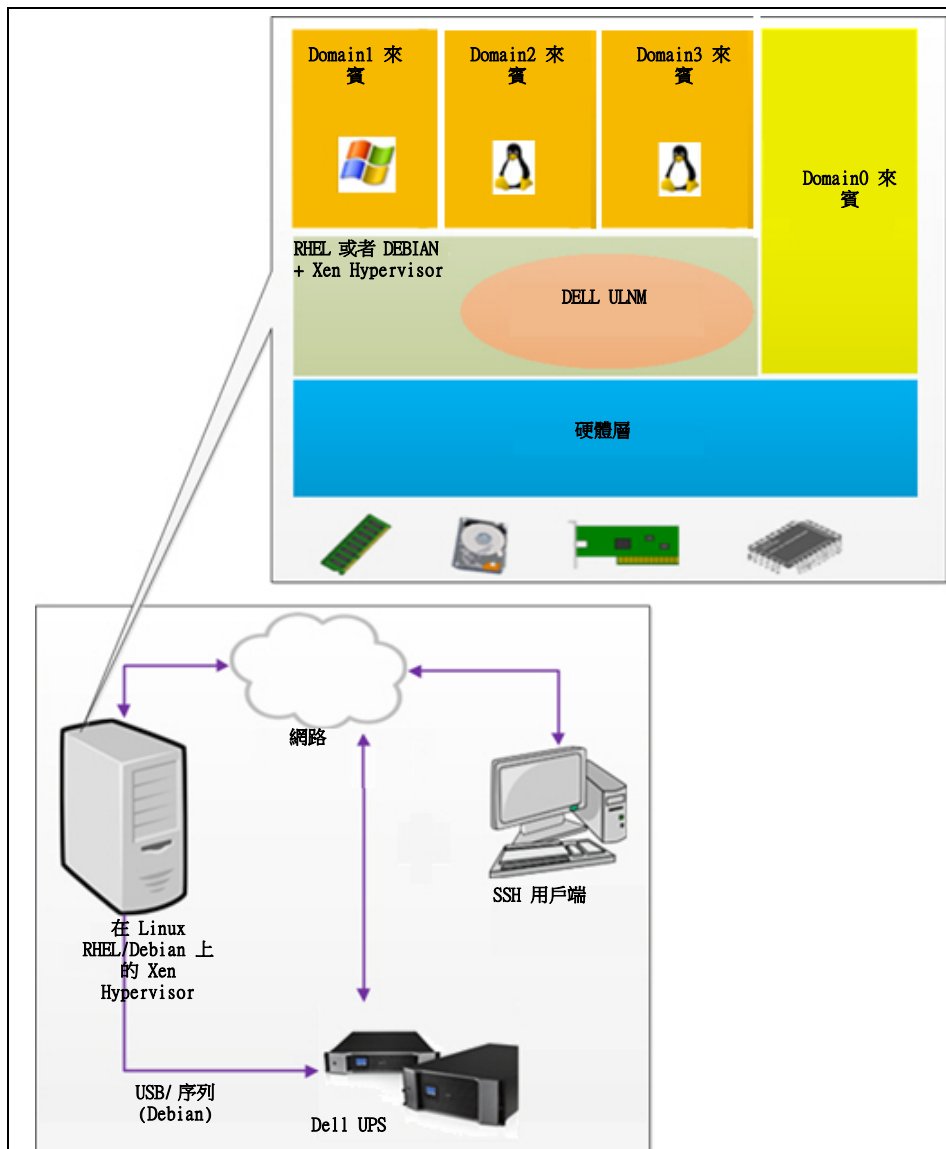 Domain1 來
賓
Domain2 來
賓
Domain3 來
賓
Domain0 來
賓
RHEL 或者 DEBIAN
+ Xen Hypervisor
DELL ULNM
硬體層
網路
SSH 用戶端
在 Linux
RHEL/Debian 上
的 Xen
Hypervisor
USB/ 序列
(Debian)
Dell UPS